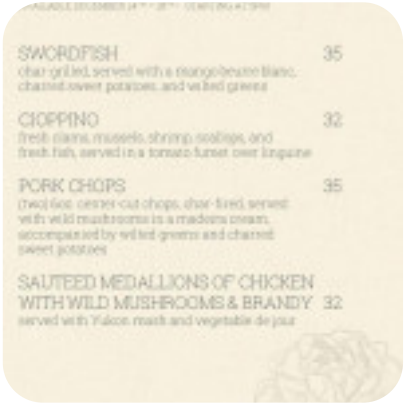 SWORDFISH 35
char-grilled, served with a mango beurre blanc,
charred sweet potatoes, and wilted greens
CIOPPINO 32
fresh clams, mussels, shrimp, scallops, and
fresh fish, served in a tomato fumet over linguine
PORK CHOPS 35
(two) 6oz. center-cut chops, char-fired, served
with wild mushrooms in a madeira cream,
accompanied by wilted greens and charred
sweet potatoes
SAUTEED MEDALLIONS OF CHICKEN
WITH WILD MUSHROOMS & BRANDY 32
served with Yukon mash and vegetable de jour